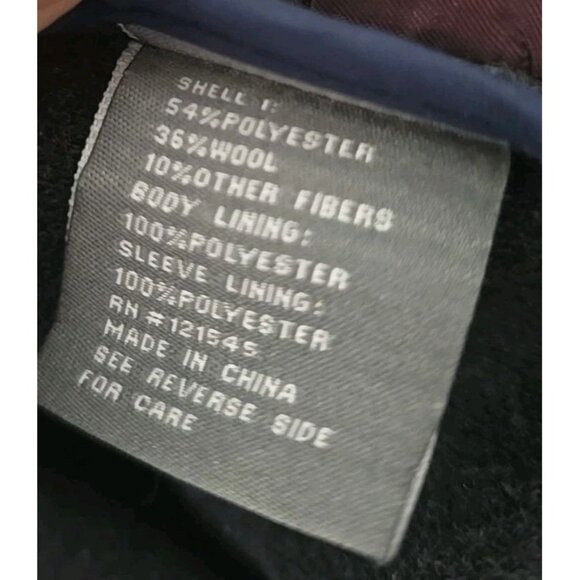 SHELL 1:
54%POLYESTER
36%WOOL
10%OTHER FIBERS
BODY LINING:
100%POLYESTER
SLEEVE LINING:
100%POLYESTER
RN #121545
MADE IN CHINA
SEE REVERSE SIDE
FOR CARE